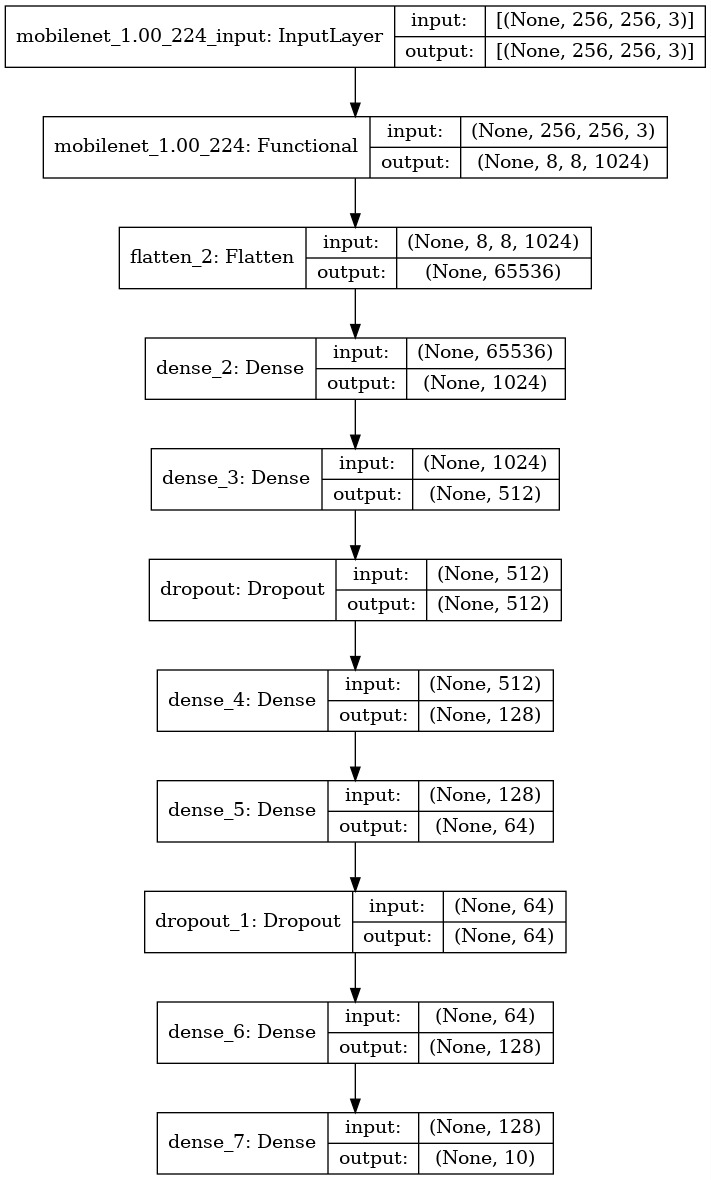 mobilenet_1.00_224_input: InputLayer
input: [(None, 256, 256, 3)]
output: [(None, 256, 256, 3)]
mobilenet_1.00_224: Functional
input: (None, 256, 256, 3)
output: (None, 8, 8, 1024)
flatten_2: Flatten
input: (None, 8, 8, 1024)
output: (None, 65536)
dense_2: Dense
input: (None, 65536)
output: (None, 1024)
dense_3: Dense
input: (None, 1024)
output: (None, 512)
dropout: Dropout
input: (None, 512)
output: (None, 512)
dense_4: Dense
input: (None, 512)
output: (None, 128)
dense_5: Dense
input: (None, 128)
output: (None, 64)
dropout_1: Dropout
input: (None, 64)
output: (None, 64)
dense_6: Dense
input: (None, 64)
output: (None, 128)
dense_7: Dense
input: (None, 128)
output: (None, 10)